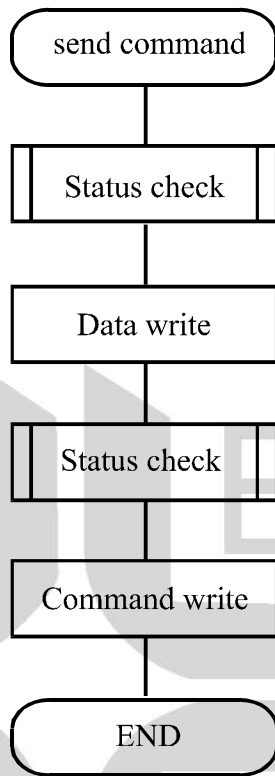 send command
Status check
Data write
Status check
Command write
END